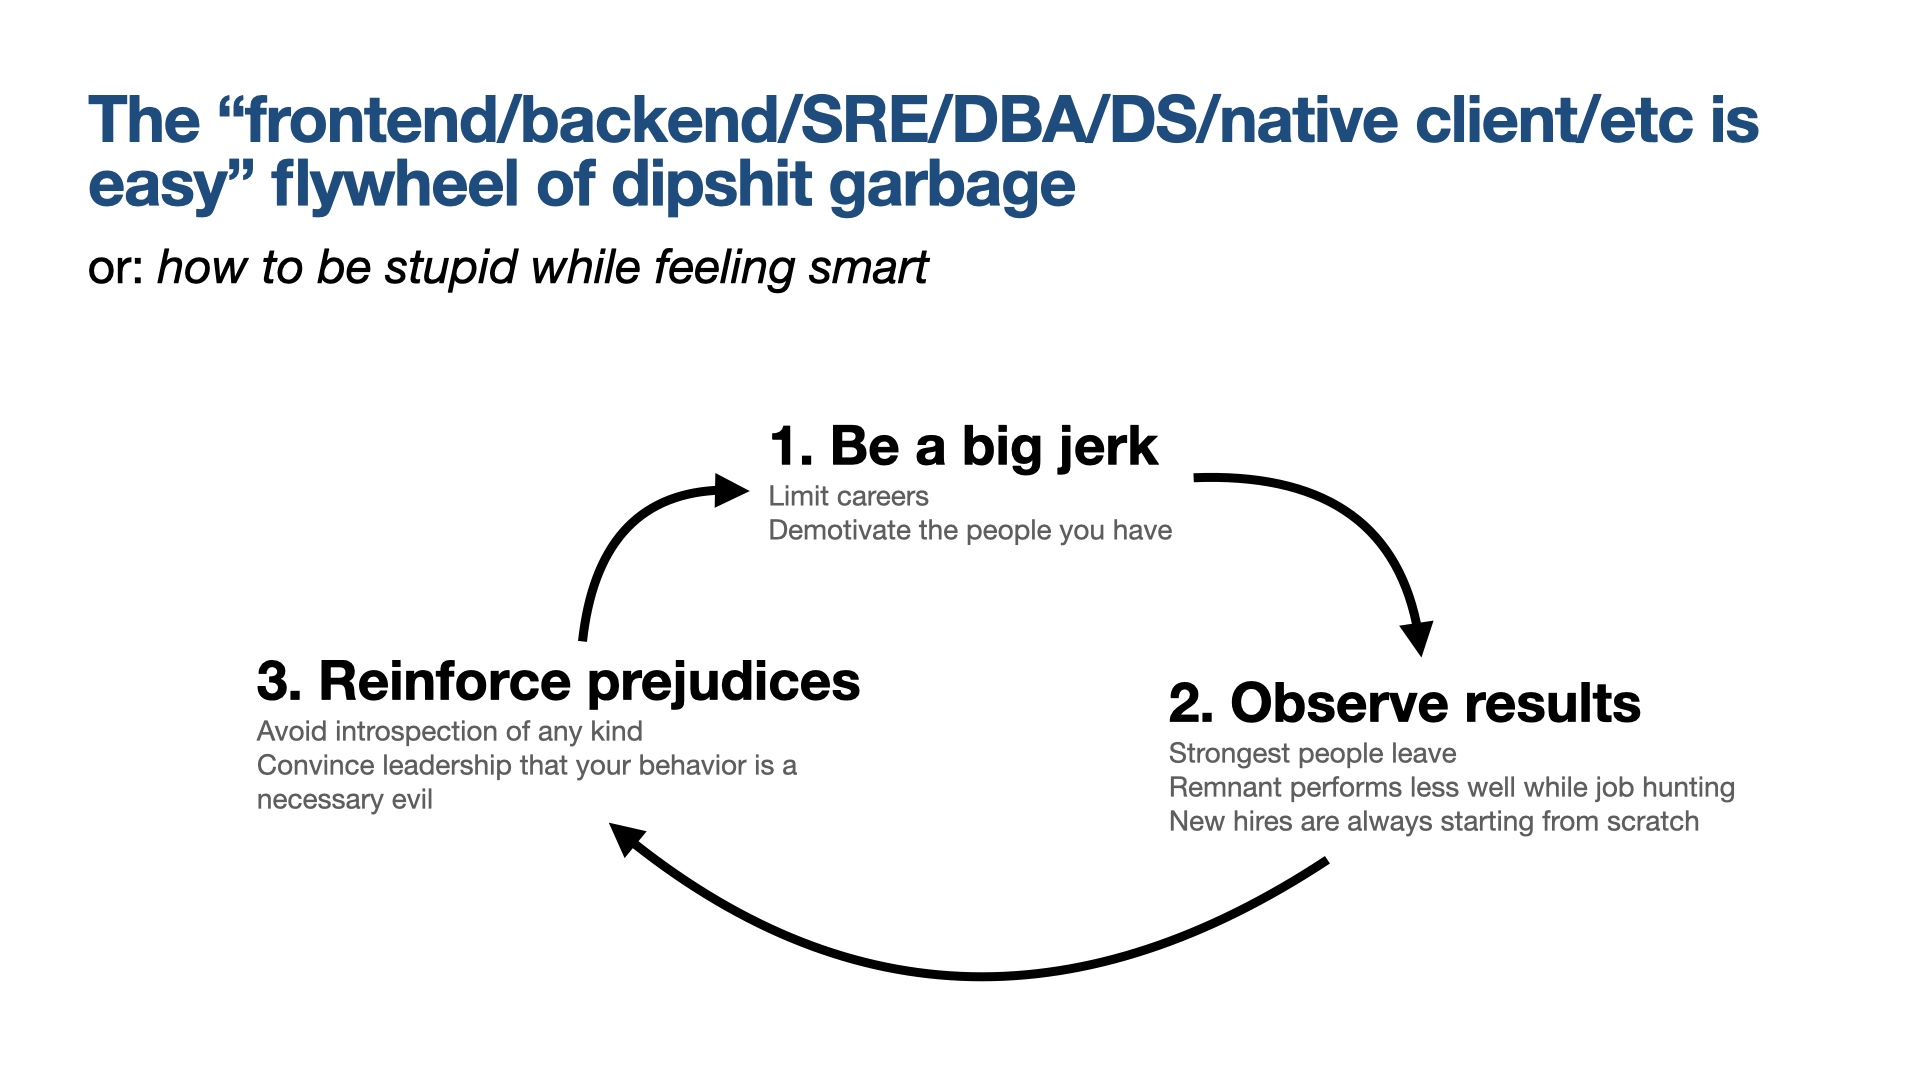 The “frontend/backend/SRE/DBA/DS/native client/etc is
easy” flywheel of dipshit garbage
or: how to be stupid while feeling smart
1. Be a big jerk
Limit careers
Demotivate the people you have
2. Observe results
Strongest people leave
Remnant performs less well while job hunting
New hires are always starting from scratch
3. Reinforce prejudices
Avoid introspection of any kind
Convince leadership that your behavior is a
necessary evil